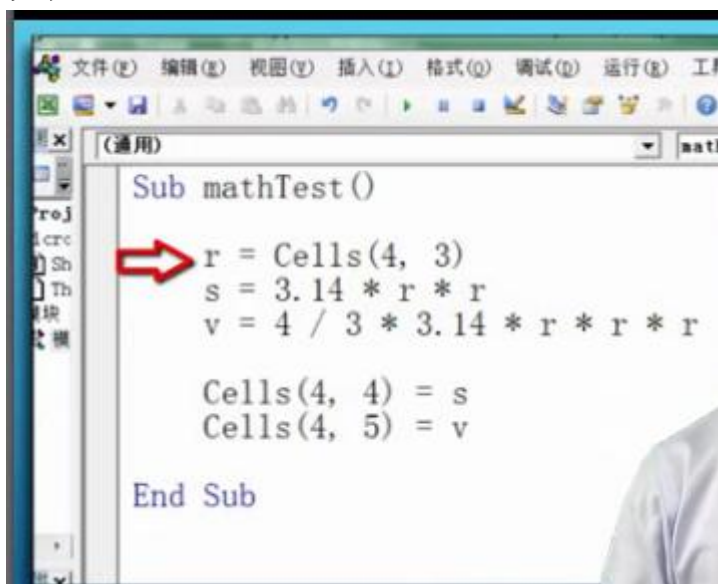 文件(F) 编辑(E) 视图(V) 插入(I) 格式(O) 调试(D) 运行(R)
(通用)
Sub mathTest()
r = Cells(4, 3)
s = 3.14 * r * r
v = 4 / 3 * 3.14 * r * r * r
Cells(4, 4) = s
Cells(4, 5) = v
End Sub